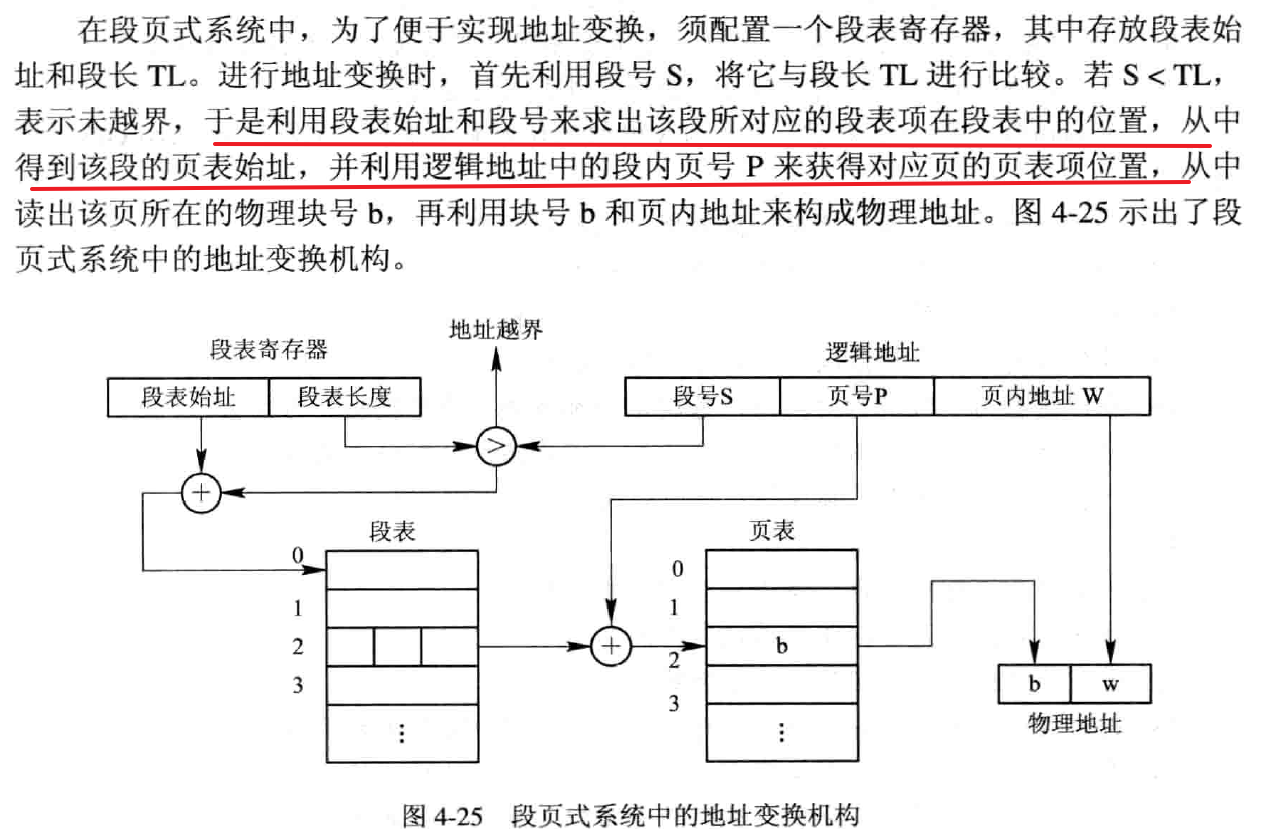 在段页式系统中，为了便于实现地址变换，须配置一个段表寄存器，其中存放段表始
址和段长 TL。进行地址变换时，首先利用段号 S，将它与段长 TL 进行比较。若 S < TL，
表示未越界，于是利用段表始址和段号来求出该段所对应的段表项在段表中的位置，从中
得到该段的页表始址，并利用逻辑地址中的段内页号 P 来获得对应页的页表项位置，从中
读出该页所在的物理块号 b，再利用块号 b 和页内地址来构成物理地址。图 4-25 示出了段
页式系统中的地址变换机构。
地址越界
段表寄存器
逻辑地址
段表始址
段表长度
段号S
页号P
页内地址 W
>
+
段表
页表
0
1
2
3
⋮
+
0
1
2
3
b
⋮
b
w
物理地址
图 4-25 段页式系统中的地址变换机构